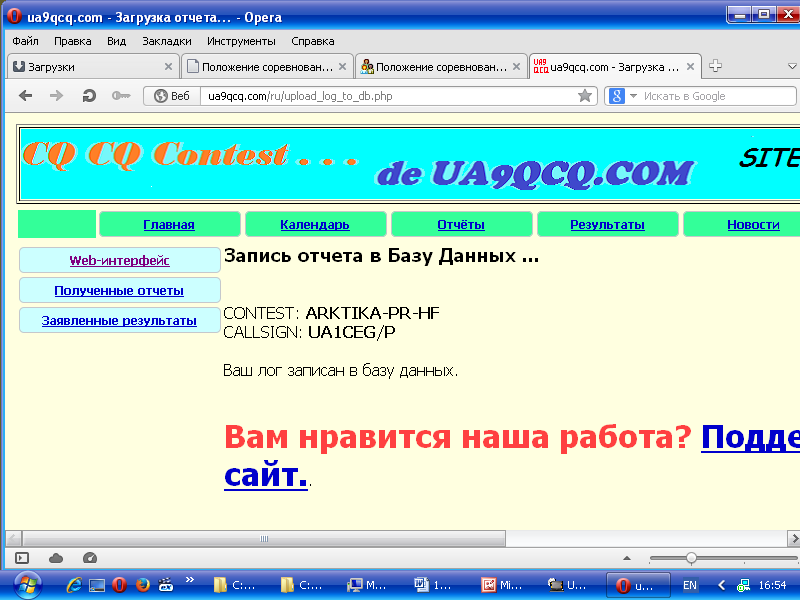 ua9qcq.com - Загрузка отчета... - Opera
Файл Правка Вид Закладки Инструменты Справка
Загрузки
Положение соревнован...
Положение соревнован...
ua9qcq.com - Загрузка ...
Веб
ua9qcq.com/ru/upload_log_to_db.php
Искать в Google
CQ CQ Contest . . .
de UA9QCQ.COM
SITE
Главная Календарь Отчёты Результаты Новости
Web-интерфейс
Полученные отчеты
Заявленные результаты
Запись отчета в Базу Данных ...
CONTEST: ARKTIKA-PR-HF
CALLSIGN: UA1CEG/P
Ваш лог записан в базу данных.
Вам нравится наша работа? Подде
сайт..
C:... C:... M... 1... Mi... U... u... EN 16:54